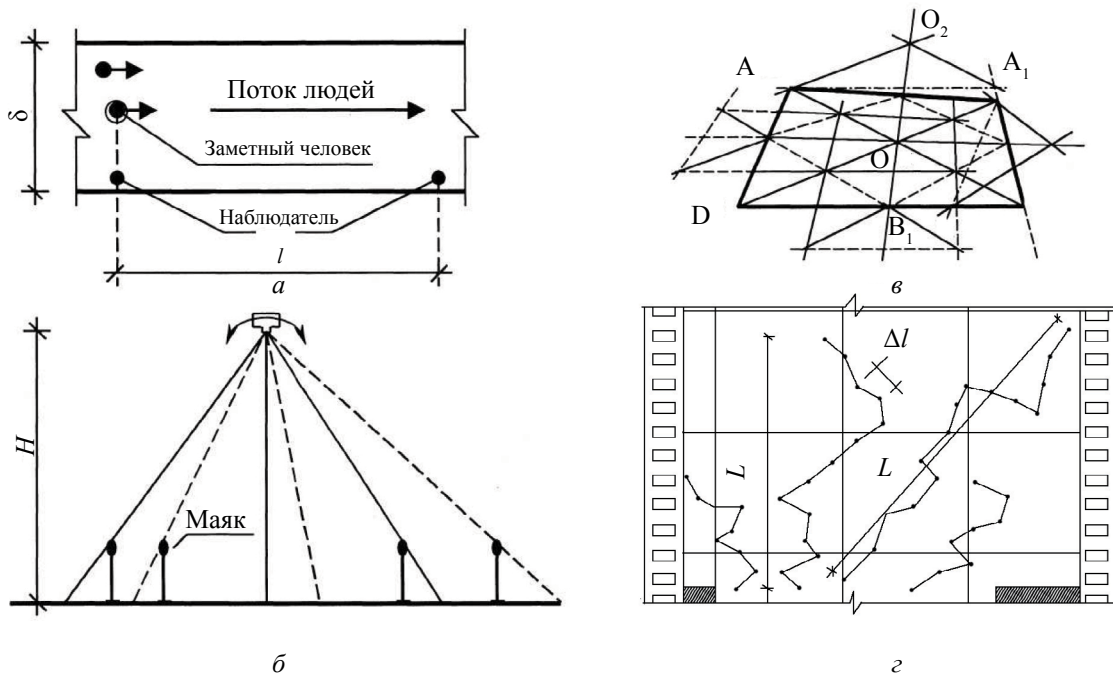 δ
Поток людей
Заметный человек
Наблюдатель
l
а
A
O₂
A₁
O
D
B₁
в
H
Маяк
б
Δl
L
L
г